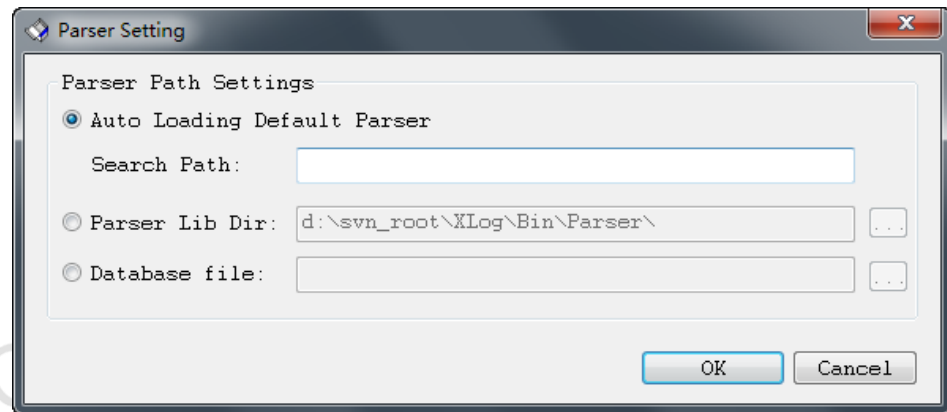 Parser Setting
Parser Path Settings
Auto Loading Default Parser
Search Path:
Parser Lib Dir: d:\svn_root\XLog\Bin\Parser\ ...
Database file: ...
OK Cancel